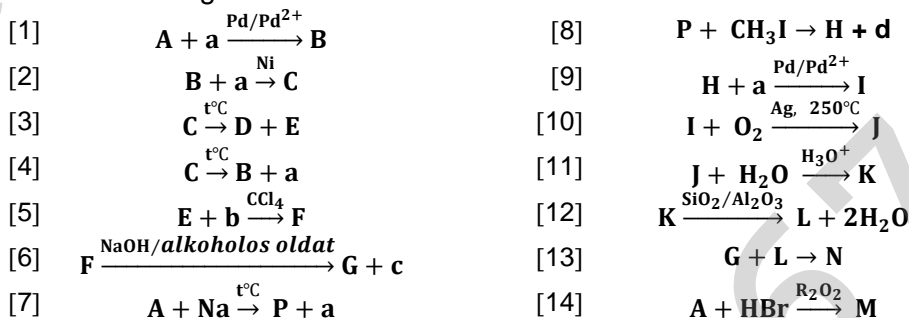 [1] A + a Pd/Pd²⁺ → B
[2] B + a Ni → C
[3] C t°C → D + E
[4] C t°C → B + a
[5] E + b CCl₄ → F
[6] F NaOH/alkoholos oldat → G + c
[7] A + Na t°C → P + a
[8] P + CH₃I → H + d
[9] H + a Pd/Pd²⁺ → I
[10] I + O₂ Ag, 250°C → J
[11] J + H₂O H₃O⁺ → K
[12] K SiO₂/Al₂O₃ → L + 2H₂O
[13] G + L → N
[14] A + HBr R₂O₂ → M